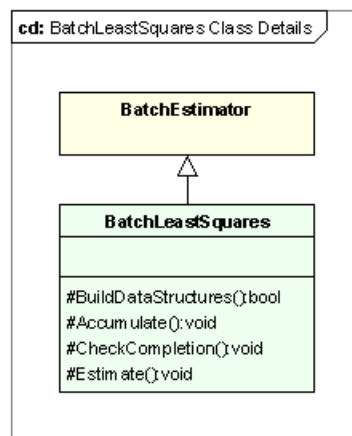 cd: BatchLeastSquares Class Details
BatchEstimator
BatchLeastSquares
#BuildDataStructures():bool
#Accumulate():void
#CheckCompletion():void
#Estimate():void